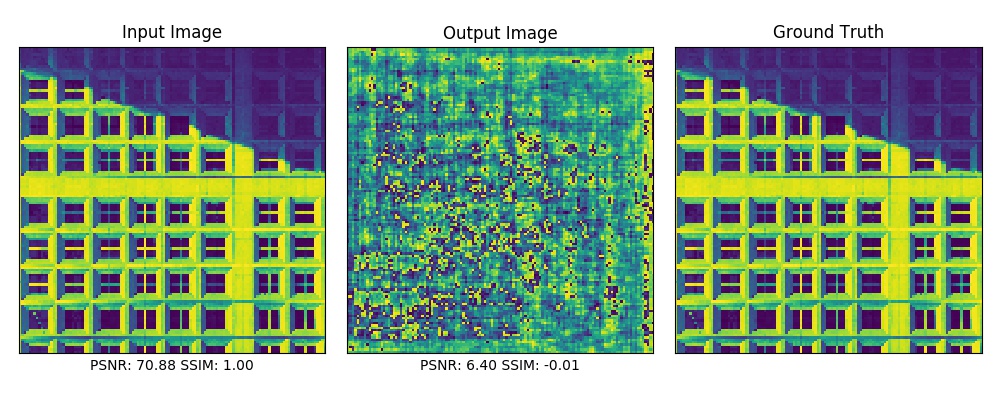 Input Image
Output Image
Ground Truth
PSNR: 70.88 SSIM: 1.00
PSNR: 6.40 SSIM: -0.01